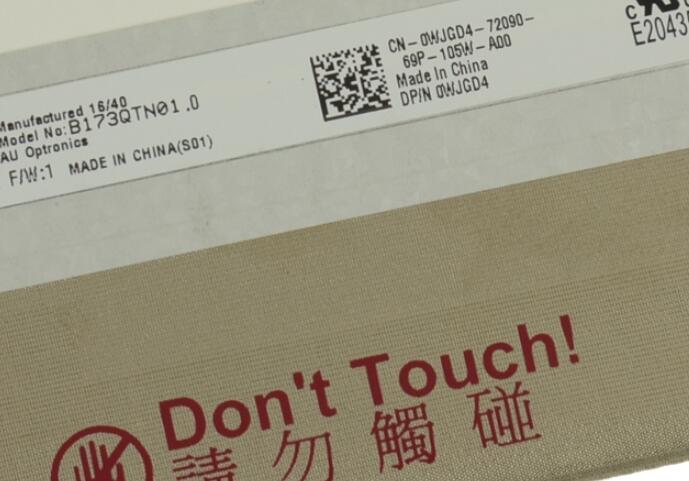 Manufactured 16/40
Model No:B173QTN01.0
AU Optronics
F/W:1 MADE IN CHINA(S01)
CN-0WJGD4-72090-
69P-105W-A00
Made In China
DP/N 0WJGD4
c
E2043
Don't Touch!
請勿觸碰